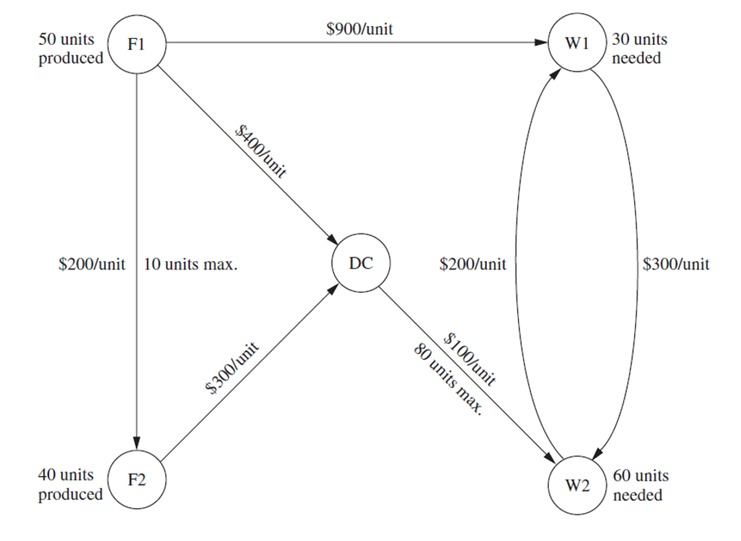 $900/unit
50 units
produced
F1
W1
30 units
needed
$400/unit
$200/unit
10 units max.
DC
$200/unit
$300/unit
$300/unit
$100/unit
80 units max.
40 units
produced
F2
W2
60 units
needed